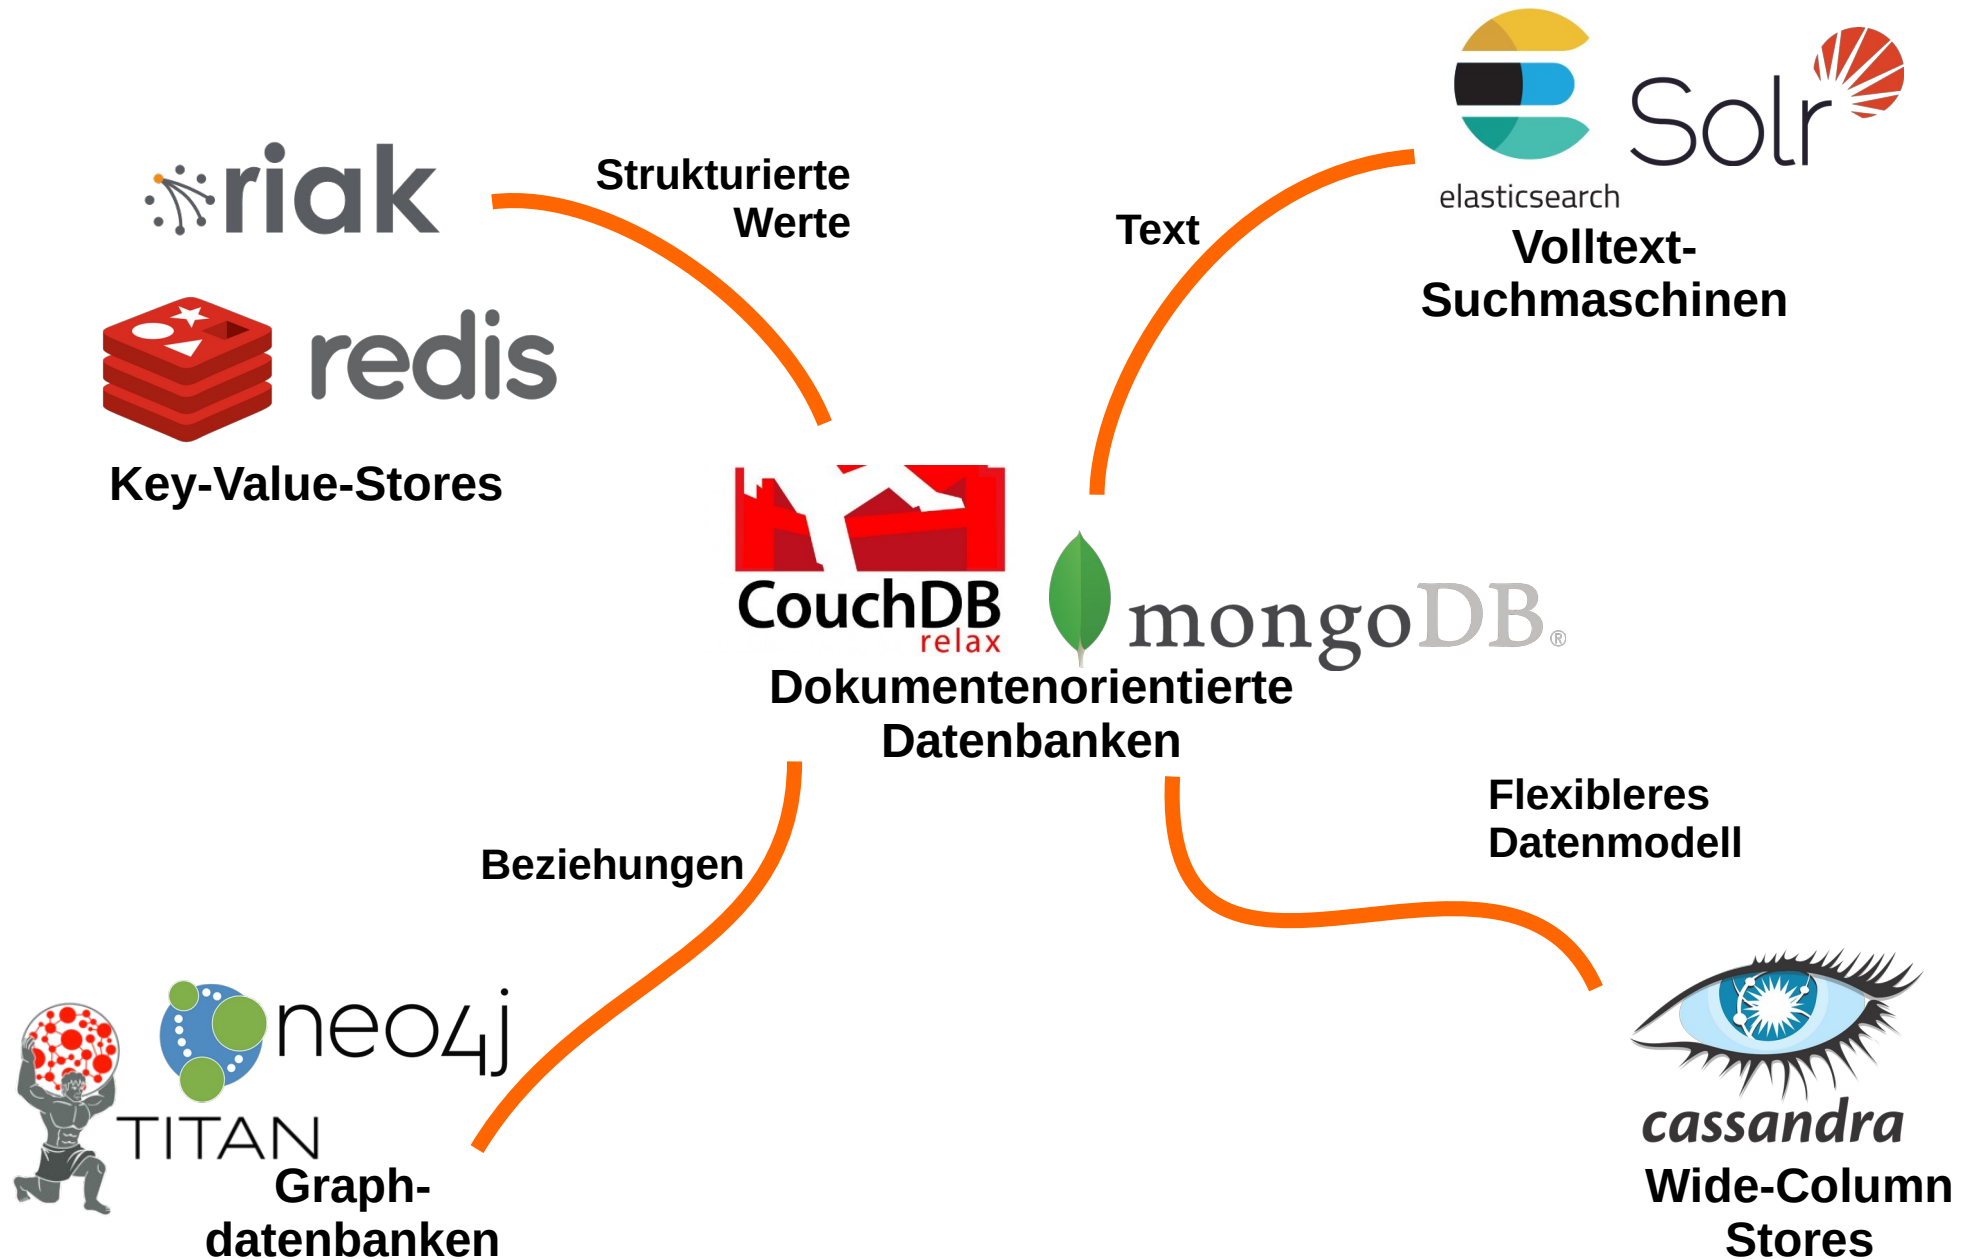 riak
redis
Key-Value-Stores
Strukturierte
Werte
Text
elasticsearch
Solr
Volltext-
Suchmaschinen
CouchDB
relax
mongoDB®
Dokumentenorientierte
Datenbanken
Beziehungen
Flexibleres
Datenmodell
neo4j
TITAN
Graph-
datenbanken
cassandra
Wide-Column
Stores